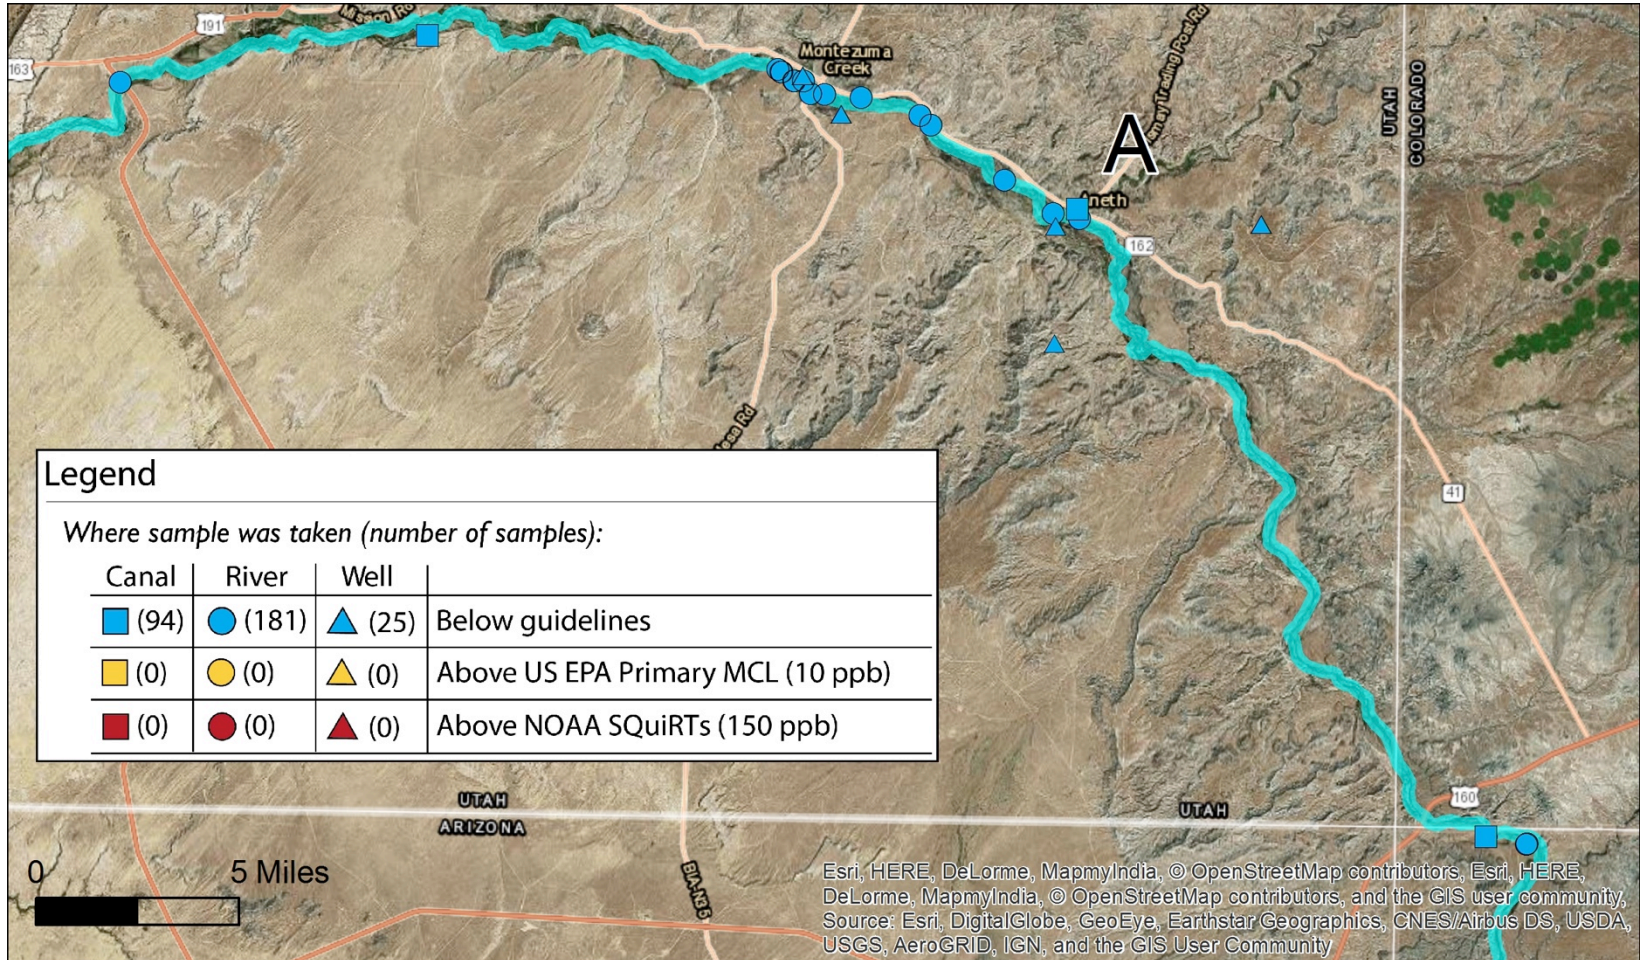 Mission Rd
191
163
Montezuma
Creek
A
Trading Post Rd
Aneth
162
UTAH
COLORADO
41
160
UTAH
ARIZONA
UTAH
BIA-N35
Legend
Where sample was taken (number of samples):
Canal River Well
(94) (181) (25) Below guidelines
(0) (0) (0) Above US EPA Primary MCL (10 ppb)
(0) (0) (0) Above NOAA SQuiRTs (150 ppb)
0 5 Miles
Esri, HERE, DeLorme, MapmyIndia, © OpenStreetMap contributors, Esri, HERE,
DeLorme, MapmyIndia, © OpenStreetMap contributors, and the GIS user community,
Source: Esri, DigitalGlobe, GeoEye, Earthstar Geographics, CNES/Airbus DS, USDA,
USGS, AeroGRID, IGN, and the GIS User Community